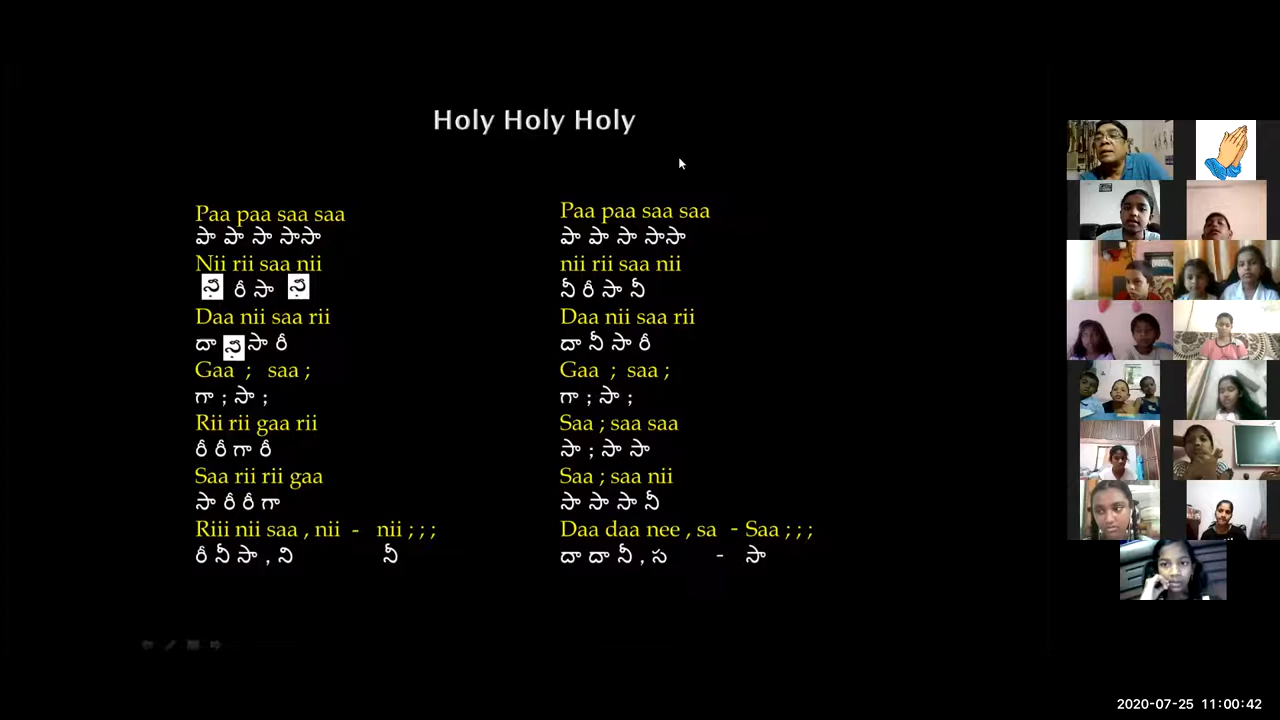 Holy Holy Holy
Paa paa saa saa
పా పా సా సాసా
Nii rii saa nii
నీ రీ సా నీ
Daa nii saa rii
దా నీ సా రీ
Gaa ; saa ;
గా ; సా ;
Rii rii gaa rii
రీ రీ గా రీ
Saa rii rii gaa
సా రీ రీ గా
Riii nii saa , nii - nii ; ; ;
రీ నీ సా , ని నీ
Paa paa saa saa
పా పా సా సాసా
nii rii saa nii
నీ రీ సా నీ
Daa nii saa rii
దా నీ సా రీ
Gaa ; saa ;
గా ; సా ;
Saa ; saa saa
సా ; సా సా
Saa ; saa nii
సా సా సా నీ
Daa daa nee , sa - Saa ; ; ;
దా దా నీ , స - సా
2020-07-25 11:00:42